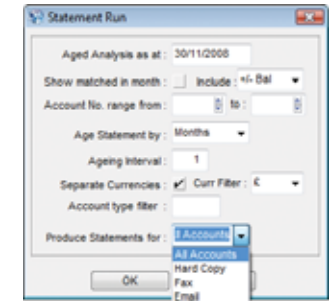 Statement Run
Aged Analysis as at : 30/11/2008
Show matched in month : Include : +/- Bal
Account No. range from : 0 to : 0
Age Statement by : Months
Ageing Interval : 1
Separate Currencies : Curr Filter : £
Account type filter :
Produce Statements for : ll Accounts
All Accounts
Hard Copy
OK
Fax
Email